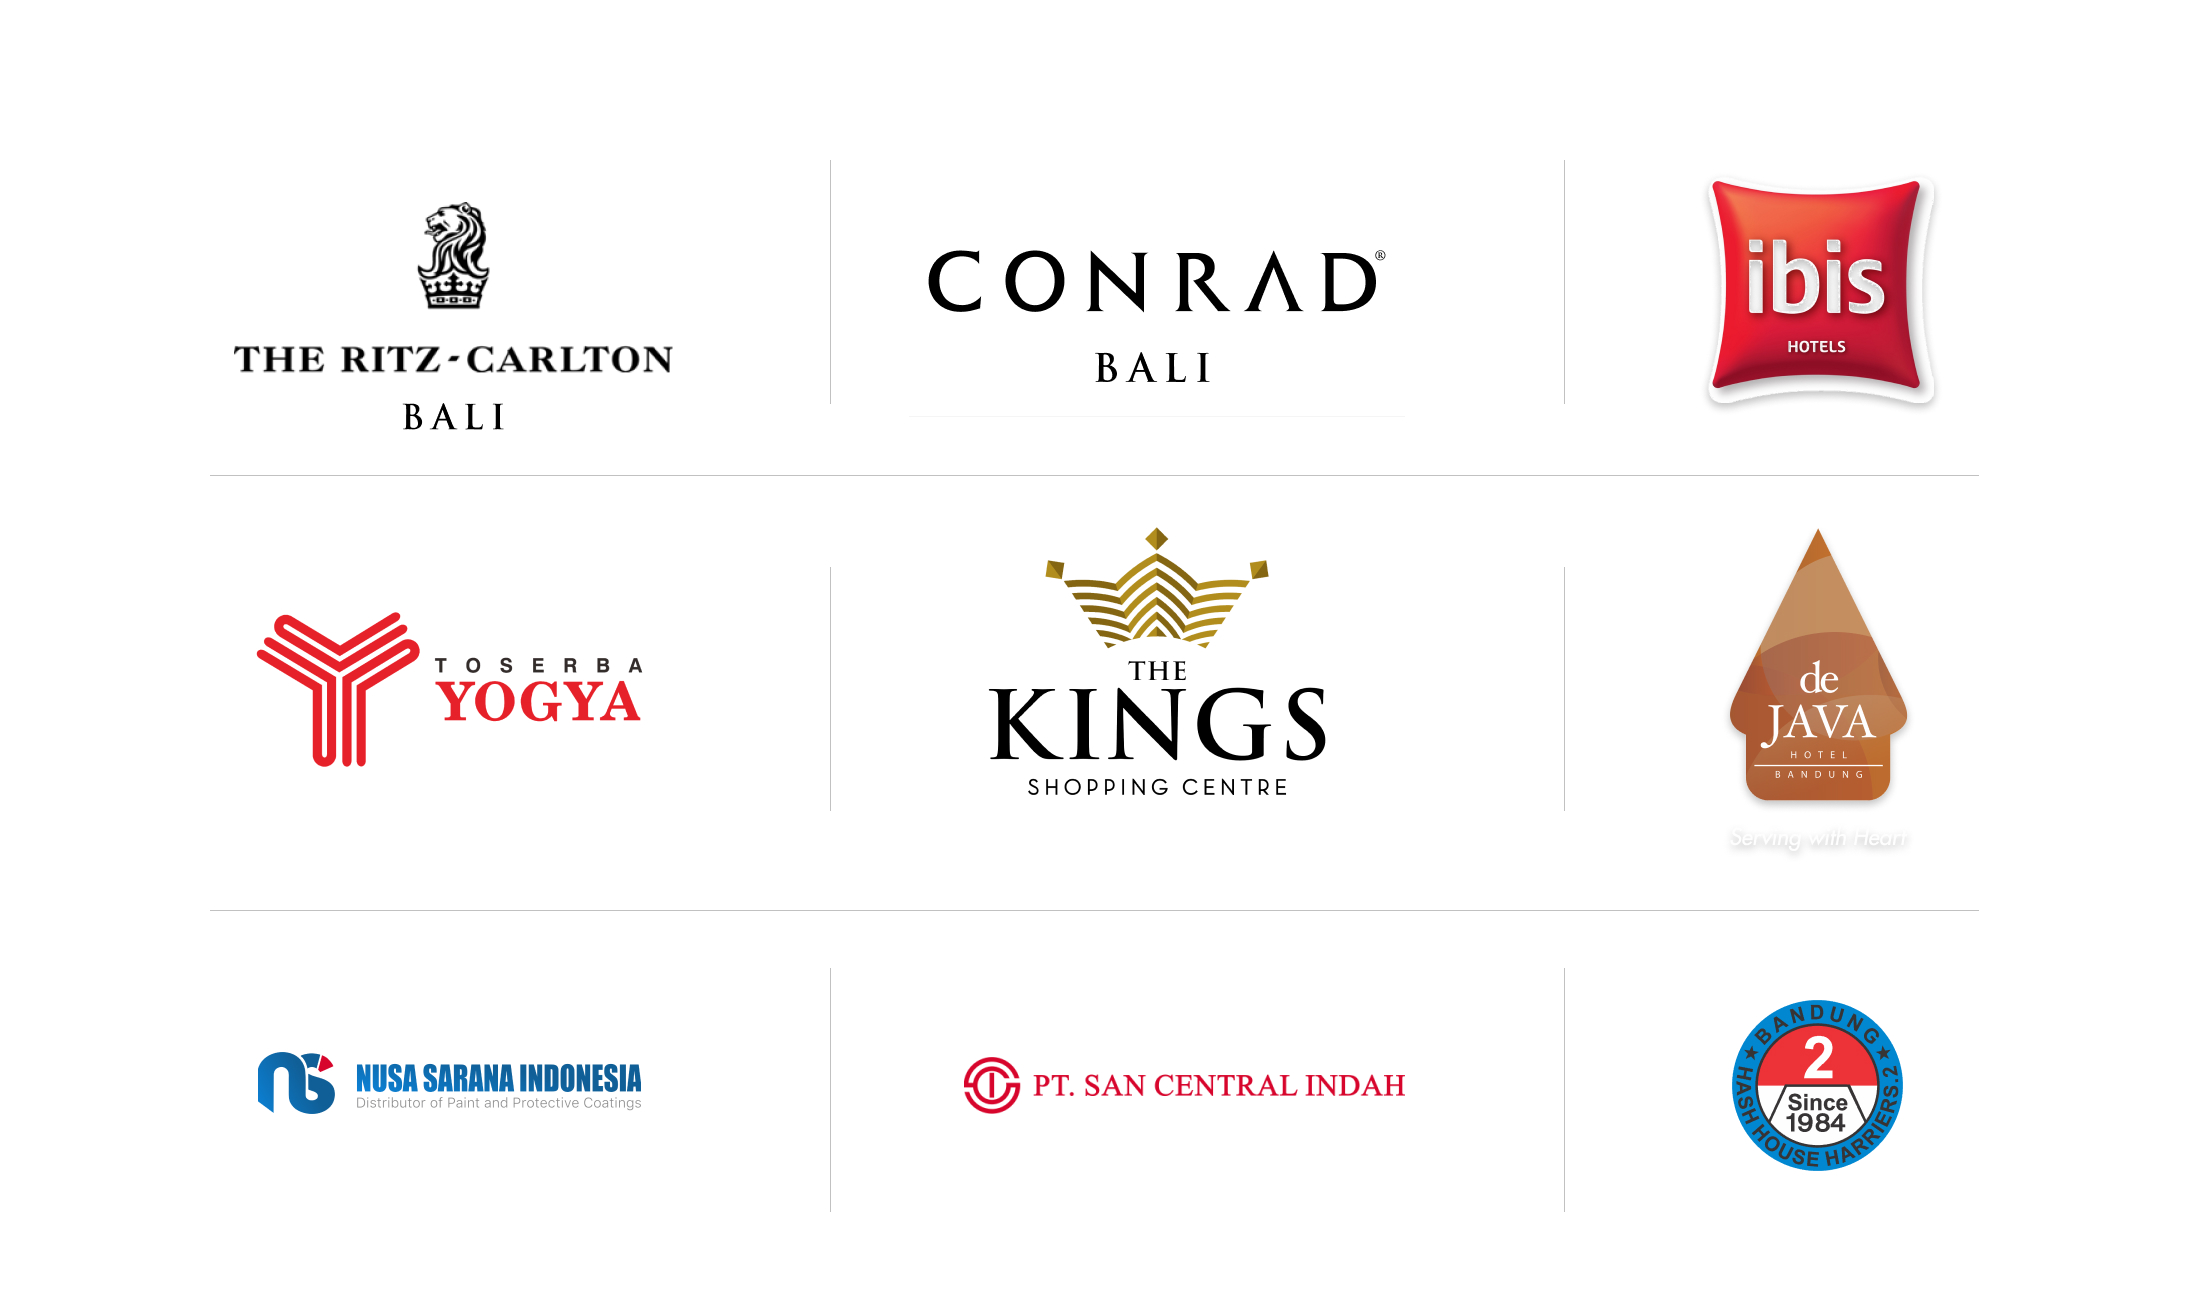 THE RITZ-CARLTON
BALI
CONRAD®
BALI
ibis
HOTELS
TOSERBA
YOGYA
THE
KINGS
SHOPPING CENTRE
de
JAVA
HOTEL
BANDUNG
Serving with Heart
NUSA SARANA INDONESIA
Distributor of Paint and Protective Coatings
PT. SAN CENTRAL INDAH
BANDUNG
2
Since
1984
HASH HOUSE HARRIERS.2